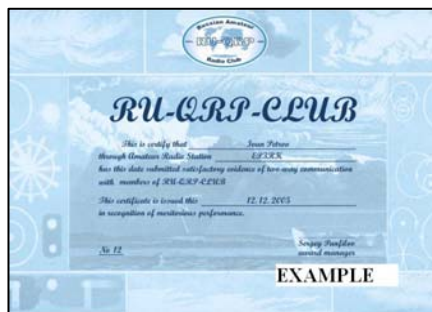 Russian Amateur
RU-QRP
Radio Club
RU-QRP-CLUB
This is certify that Ivan Petrov
through Amateur Radio Station
has this date submitted satisfactory evidence of two-way communication
with members of RU-QRP-CLUB
This certificate is issued this 12.12.2005
in recognition of meritorious performance.
№ 12
Sergey Panfilov
award manager
EXAMPLE